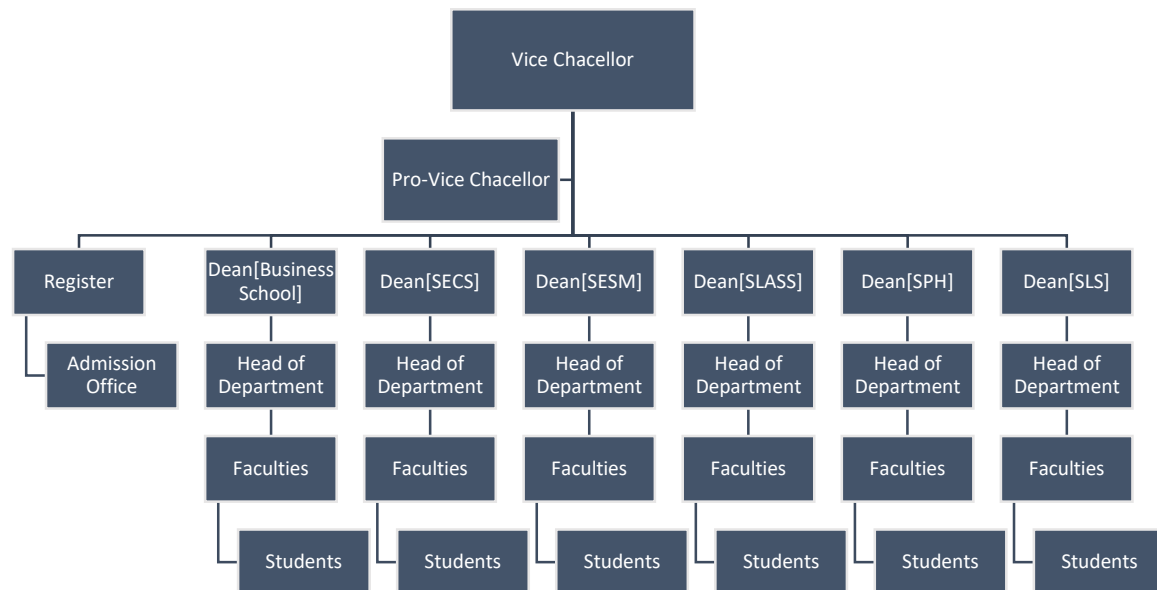 Vice Chacellor
Pro-Vice Chacellor
Register
Dean[Business
School]
Dean[SECS]
Dean[SESM]
Dean[SLASS]
Dean[SPH]
Dean[SLS]
Admission
Office
Head of
Department
Head of
Department
Head of
Department
Head of
Department
Head of
Department
Head of
Department
Faculties
Faculties
Faculties
Faculties
Faculties
Faculties
Students
Students
Students
Students
Students
Students